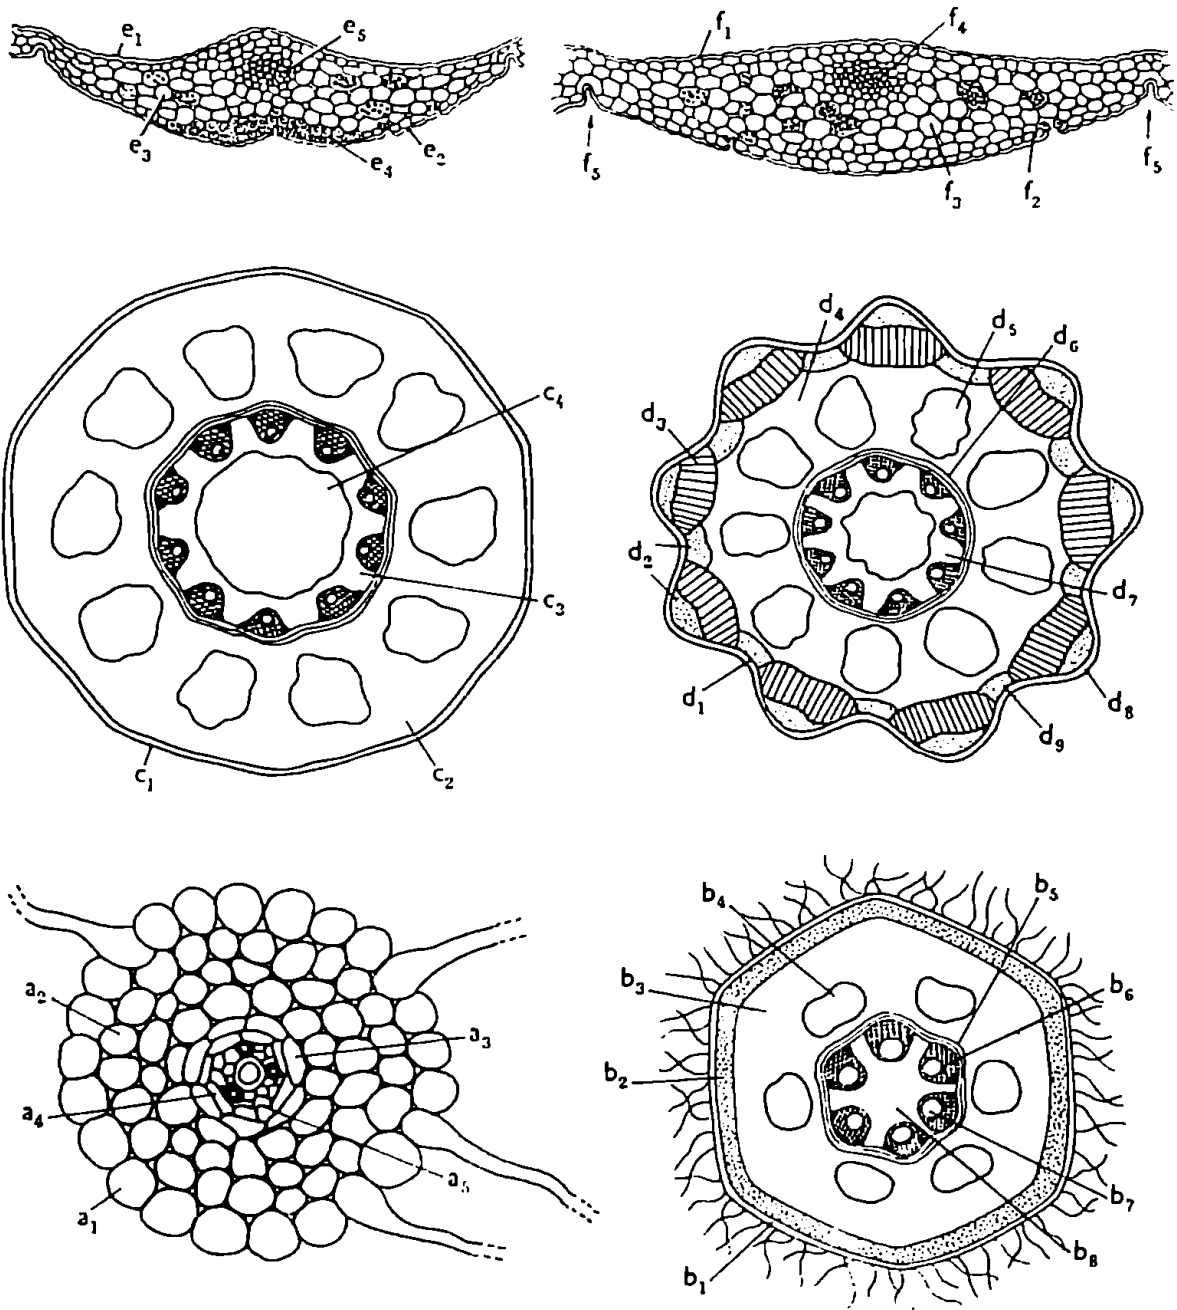 e₁ e₅ f₁ f₄
e₃ e₄ e₂ f₅ f₃ f₂ f₅
d₄ d₅ d₆
c₄
d₃
d₂
c₃ d₇
d₁ d₈
c₁ c₂ d₉
b₄ b₅
a₂ b₃ b₆
a₃
b₂
a₄
a₅ b₇
a₁
b₁ b₈